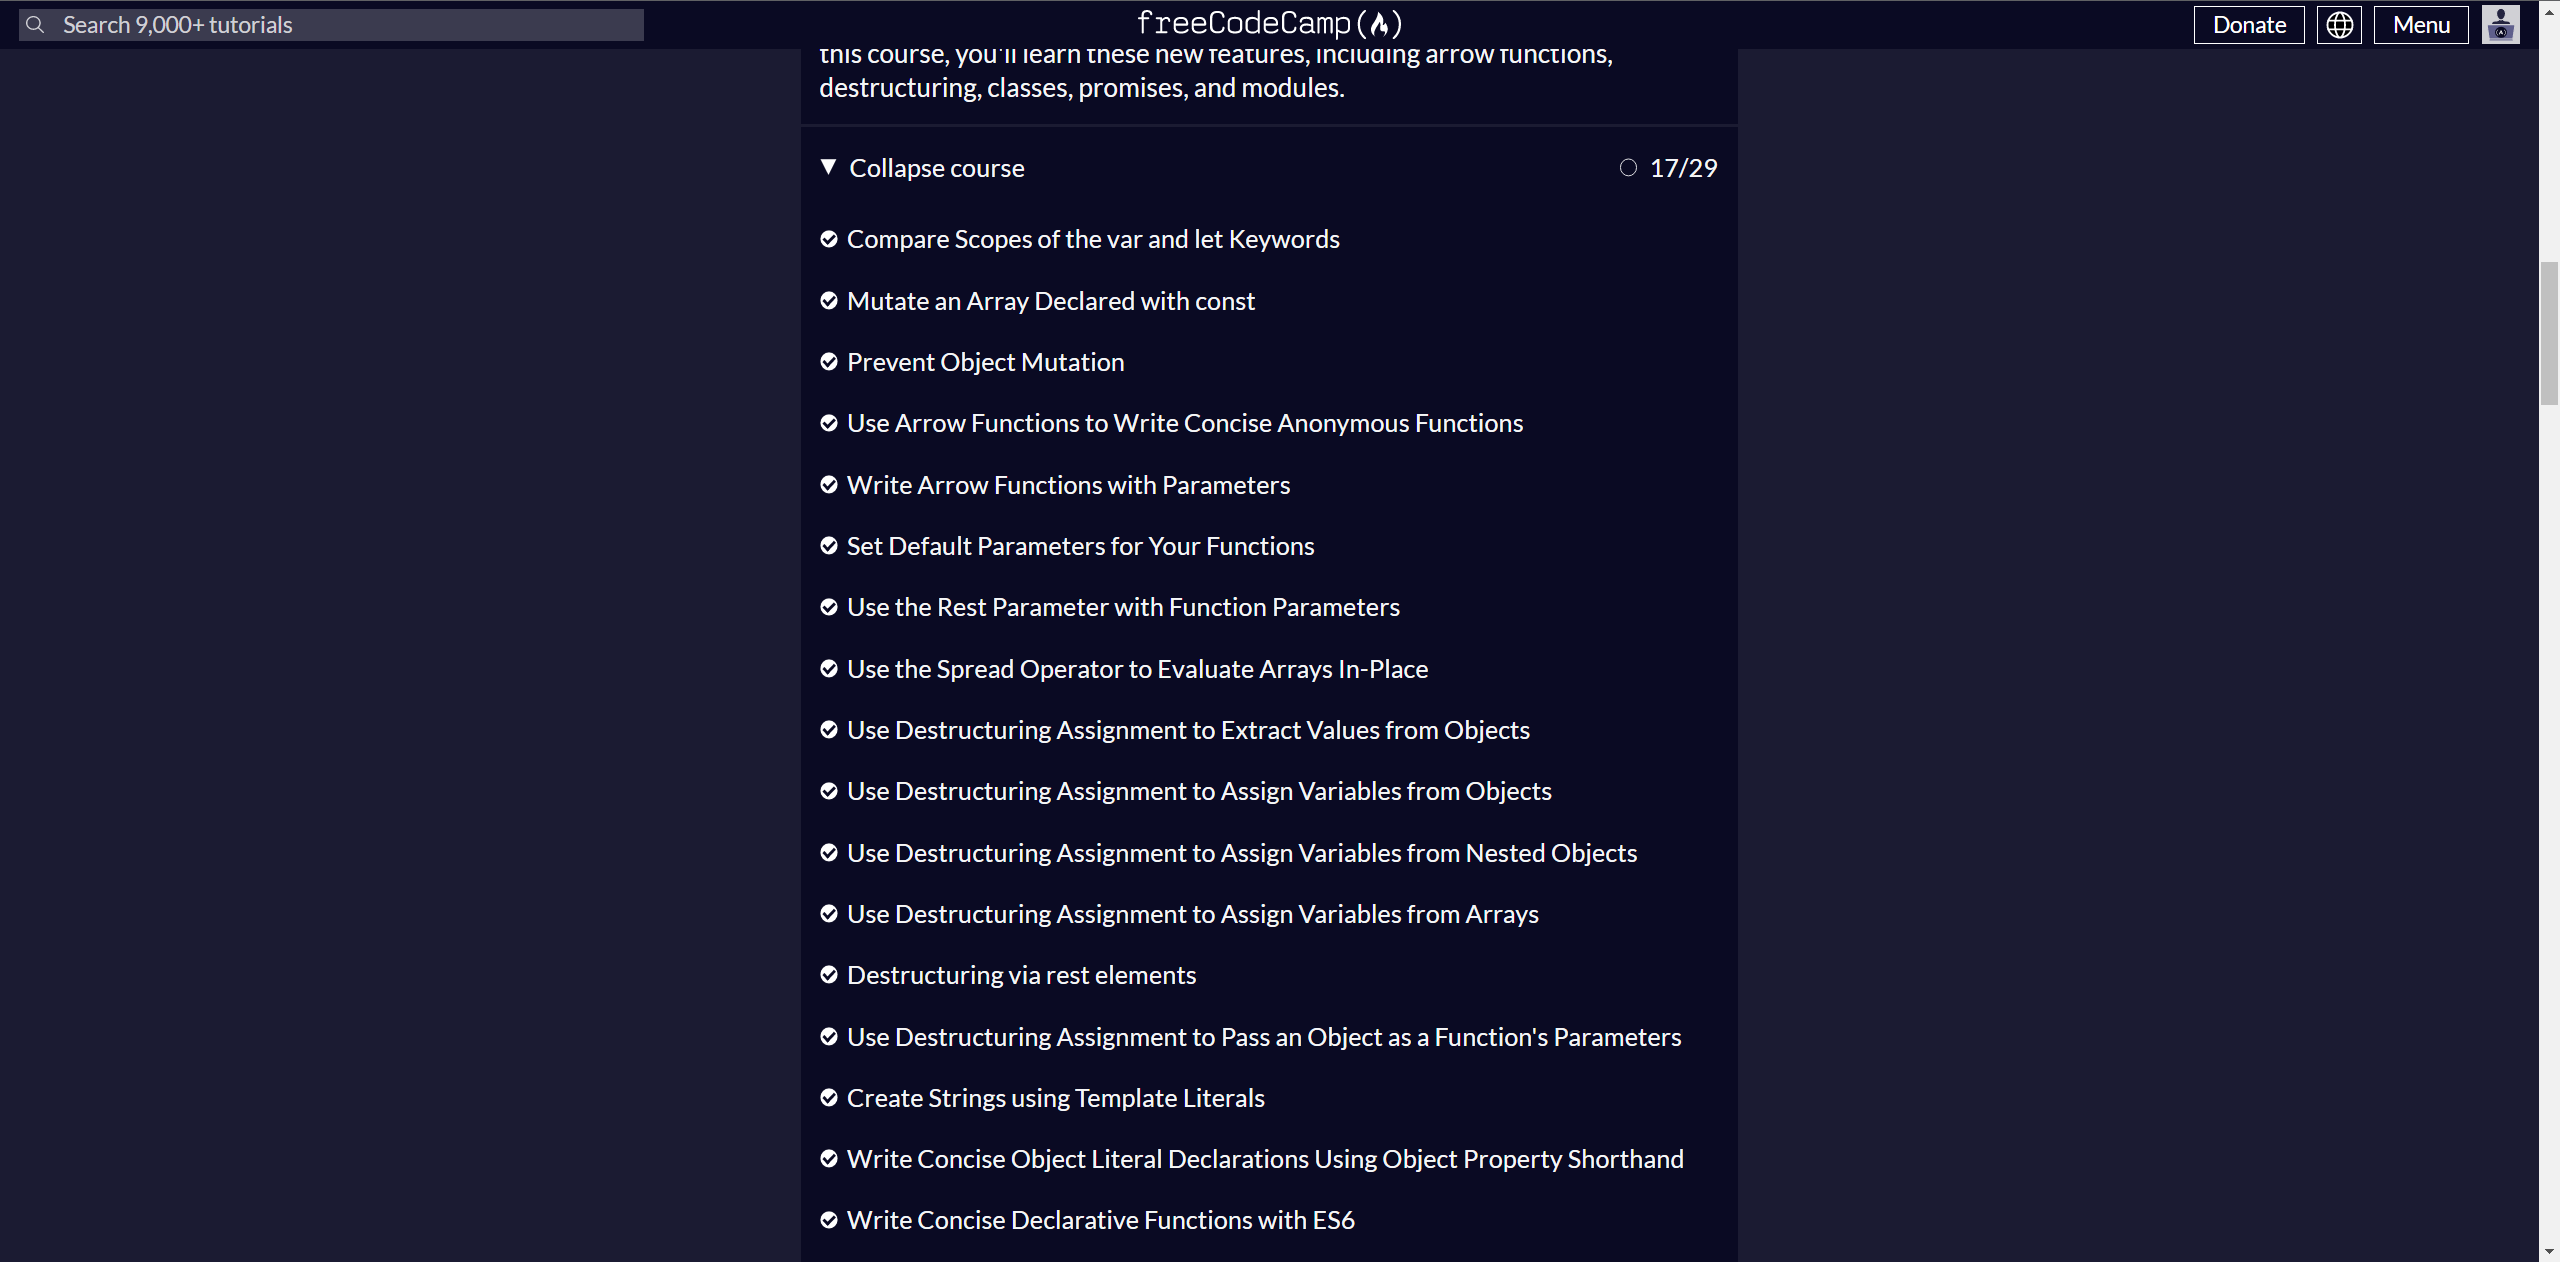 Search 9,000+ tutorials
freeCodeCamp
Donate
Menu
this course, you'll learn these new features, including arrow functions,
destructuring, classes, promises, and modules.
Collapse course
17/29
Compare Scopes of the var and let Keywords
Mutate an Array Declared with const
Prevent Object Mutation
Use Arrow Functions to Write Concise Anonymous Functions
Write Arrow Functions with Parameters
Set Default Parameters for Your Functions
Use the Rest Parameter with Function Parameters
Use the Spread Operator to Evaluate Arrays In-Place
Use Destructuring Assignment to Extract Values from Objects
Use Destructuring Assignment to Assign Variables from Objects
Use Destructuring Assignment to Assign Variables from Nested Objects
Use Destructuring Assignment to Assign Variables from Arrays
Destructuring via rest elements
Use Destructuring Assignment to Pass an Object as a Function's Parameters
Create Strings using Template Literals
Write Concise Object Literal Declarations Using Object Property Shorthand
Write Concise Declarative Functions with ES6